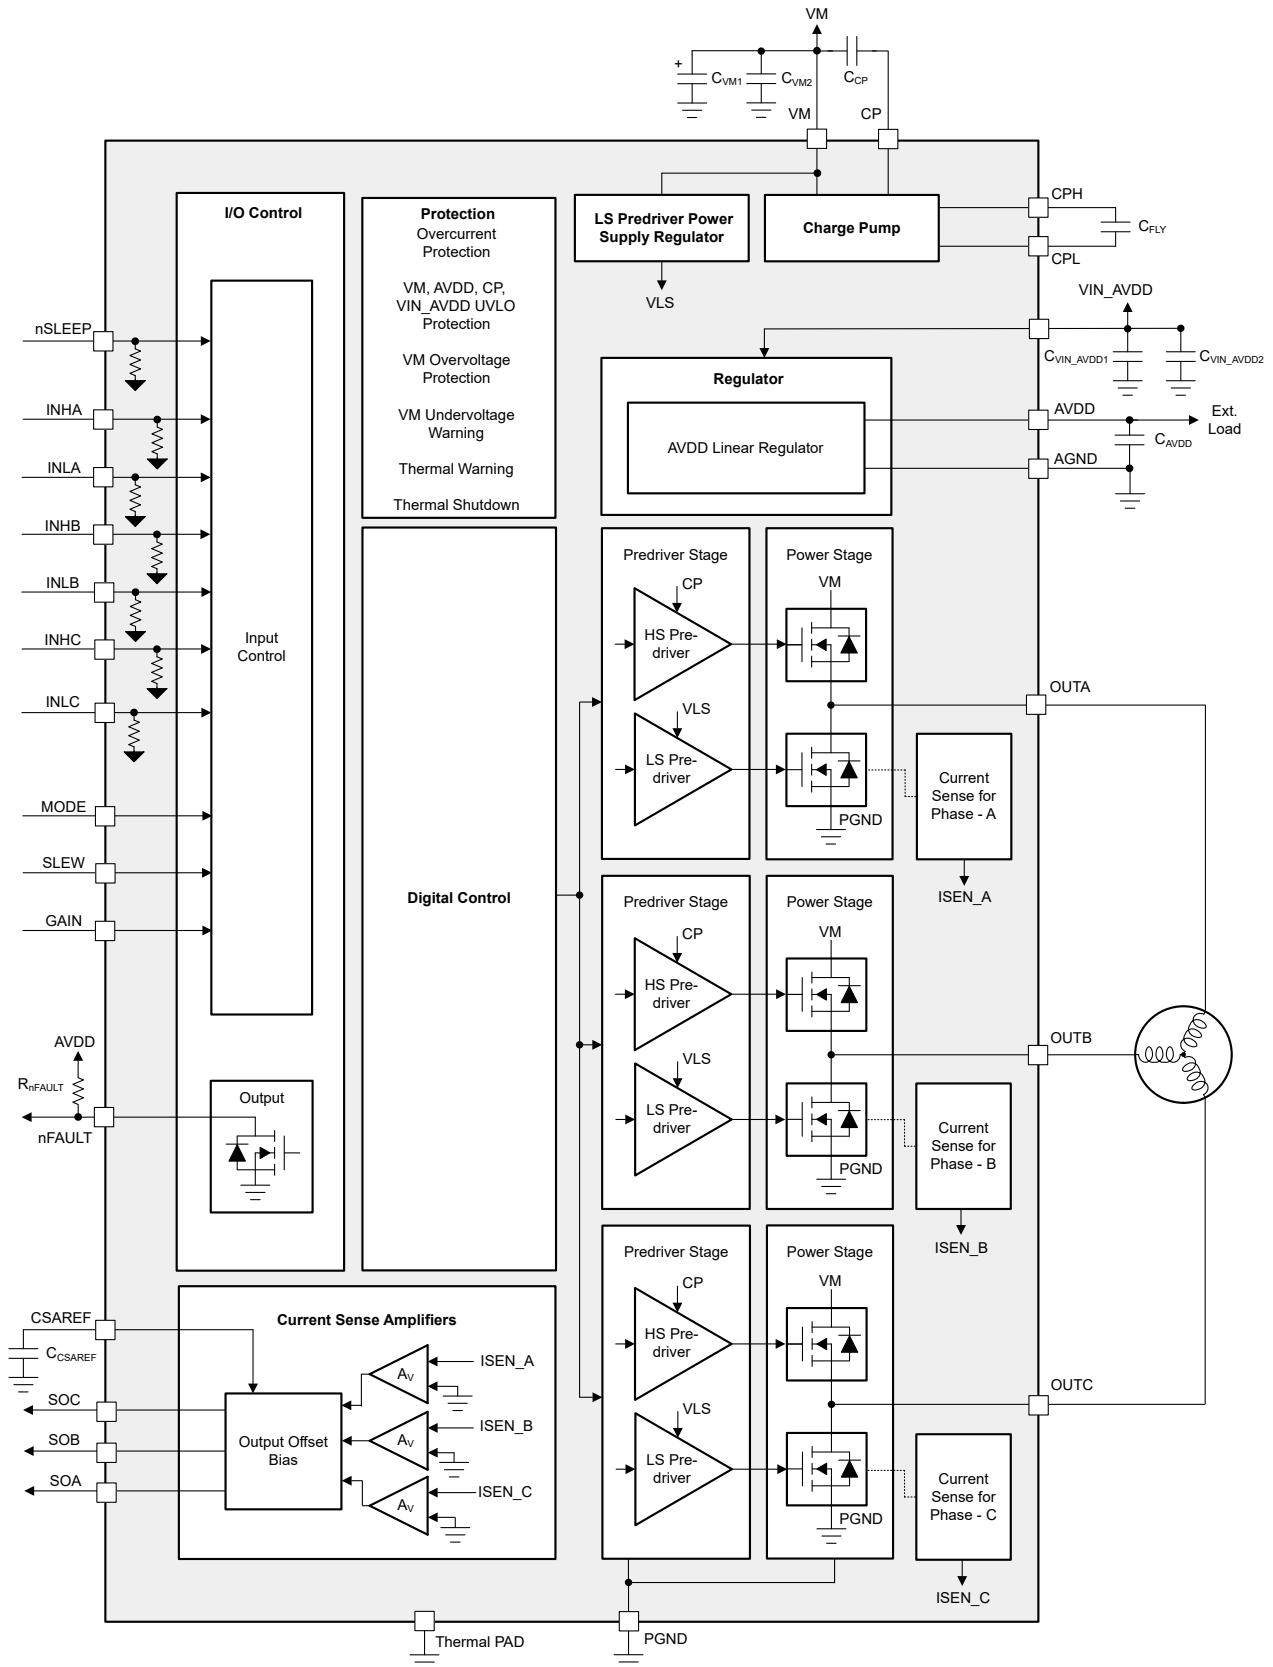 VM
+
CVM1
CVM2
CCP
VM
CP
I/O Control
Protection
Overcurrent
Protection
VM, AVDD, CP,
VIN_AVDD UVLO
Protection
VM Overvoltage
Protection
VM Undervoltage
Warning
Thermal Warning
Thermal Shutdown
LS Predriver Power
Supply Regulator
VLS
Charge Pump
CPH
CFLY
CPL
VIN_AVDD
CVIN_AVDD1
CVIN_AVDD2
Regulator
AVDD Linear Regulator
AVDD
Ext.
Load
CAVDD
AGND
nSLEEP
INHA
INLA
INHB
INLB
INHC
INLC
MODE
SLEW
GAIN
Input
Control
AVDD
RnFAULT
nFAULT
Output
Digital Control
Predriver Stage
CP
HS Pre-
driver
VLS
LS Pre-
driver
Power Stage
VM
PGND
OUTA
Current
Sense for
Phase - A
ISEN_A
Predriver Stage
CP
HS Pre-
driver
VLS
LS Pre-
driver
Power Stage
VM
PGND
OUTB
Current
Sense for
Phase - B
ISEN_B
Predriver Stage
CP
HS Pre-
driver
VLS
LS Pre-
driver
Power Stage
VM
PGND
OUTC
Current
Sense for
Phase - C
ISEN_C
Current Sense Amplifiers
CSAREF
CCSAREF
SOC
SOB
SOA
Output Offset
Bias
AV
ISEN_A
AV
ISEN_B
AV
ISEN_C
Thermal PAD
PGND